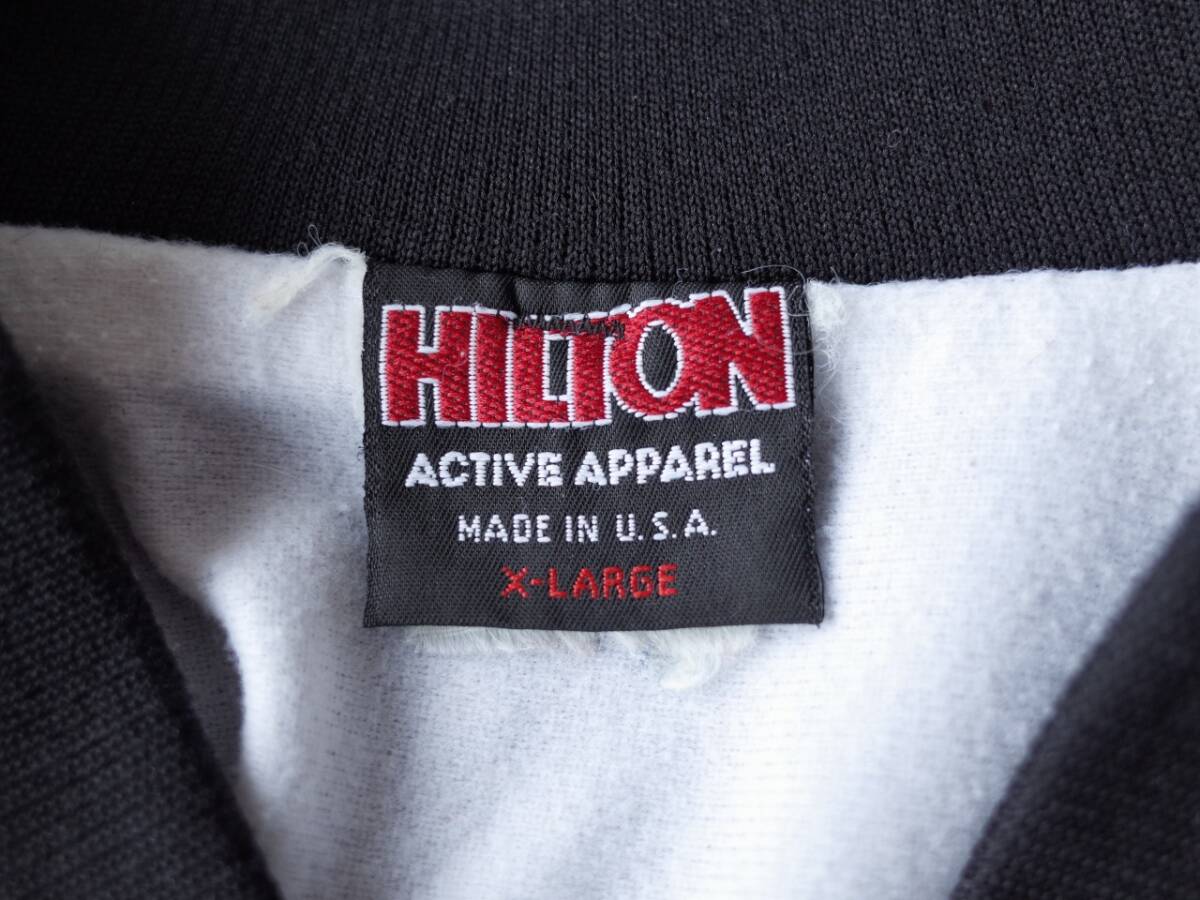 HILTON
ACTIVE APPAREL
MADE IN U.S.A.
X-LARGE